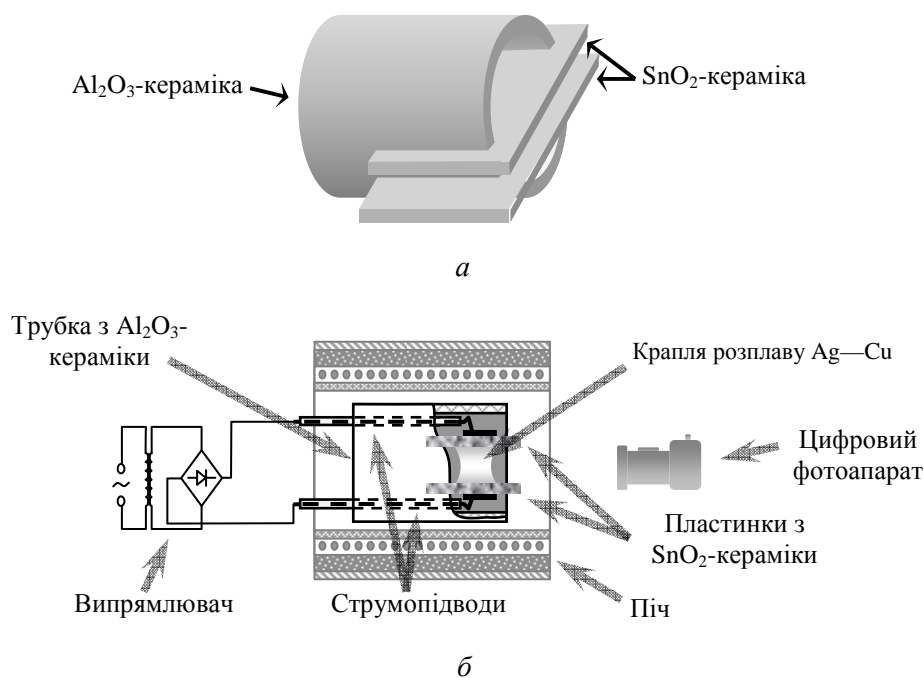 Al₂O₃-кераміка
SnO₂-кераміка
а
Трубка з Al₂O₃-
кераміки
Крапля розплаву Ag—Cu
Цифровий
фотоапарат
Пластинки з
SnO₂-кераміки
Випрямлювач
Струмопідводи
Піч
б